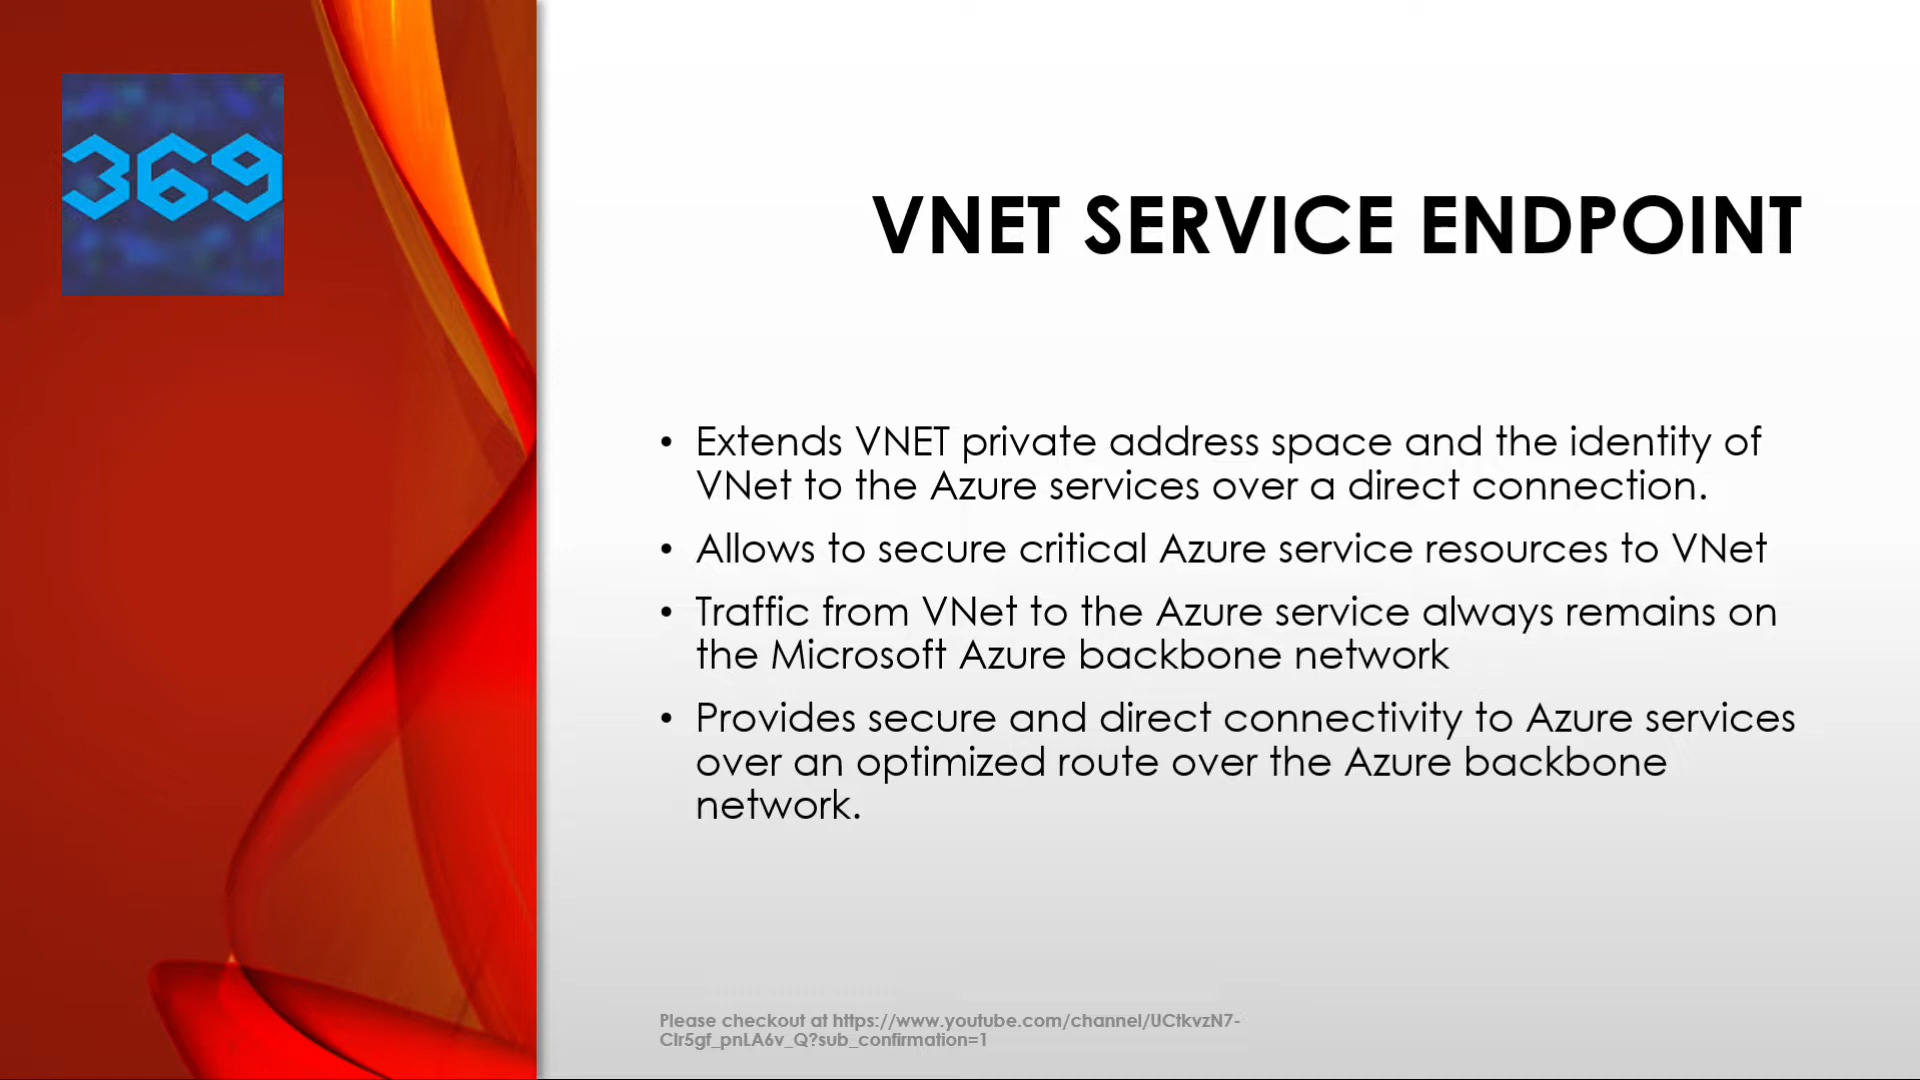 369
VNET SERVICE ENDPOINT
• Extends VNET private address space and the identity of
VNet to the Azure services over a direct connection.
• Allows to secure critical Azure service resources to VNet
• Traffic from VNet to the Azure service always remains on
the Microsoft Azure backbone network
• Provides secure and direct connectivity to Azure services
over an optimized route over the Azure backbone
network.
Please checkout at https://www.youtube.com/channel/UCtkvzN7-
CIr5gf_pnLA6v_Q?sub_confirmation=1